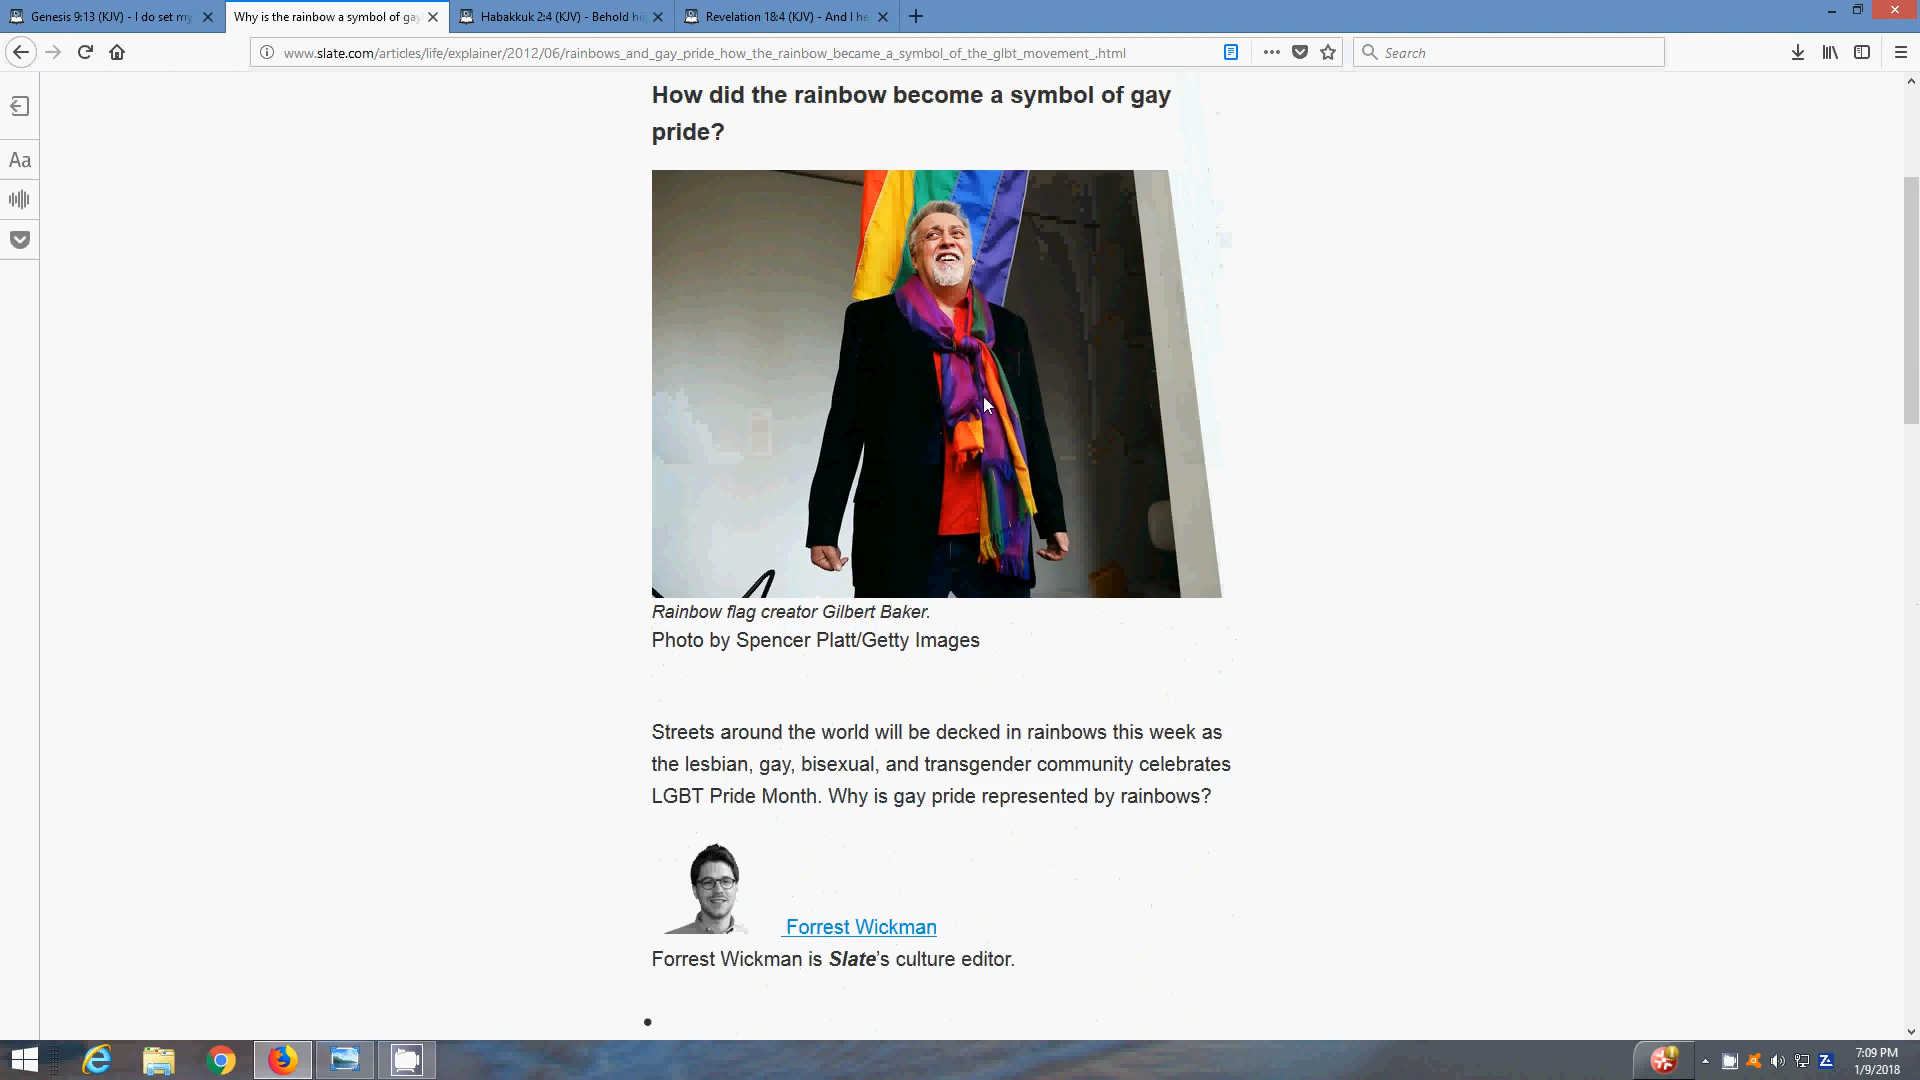 Genesis 9:13 (KJV) - I do set my
Why is the rainbow a symbol of gay
Habakkuk 2:4 (KJV) - Behold hi
Revelation 18:4 (KJV) - And I he
www.slate.com/articles/life/explainer/2012/06/rainbows_and_gay_pride_how_the_rainbow_became_a_symbol_of_the_glbt_movement_.html
Search
Aa
How did the rainbow become a symbol of gay
pride?
Rainbow flag creator Gilbert Baker.
Photo by Spencer Platt/Getty Images
Streets around the world will be decked in rainbows this week as
the lesbian, gay, bisexual, and transgender community celebrates
LGBT Pride Month. Why is gay pride represented by rainbows?
Forrest Wickman
Forrest Wickman is Slate's culture editor.
7:09 PM
1/9/2018